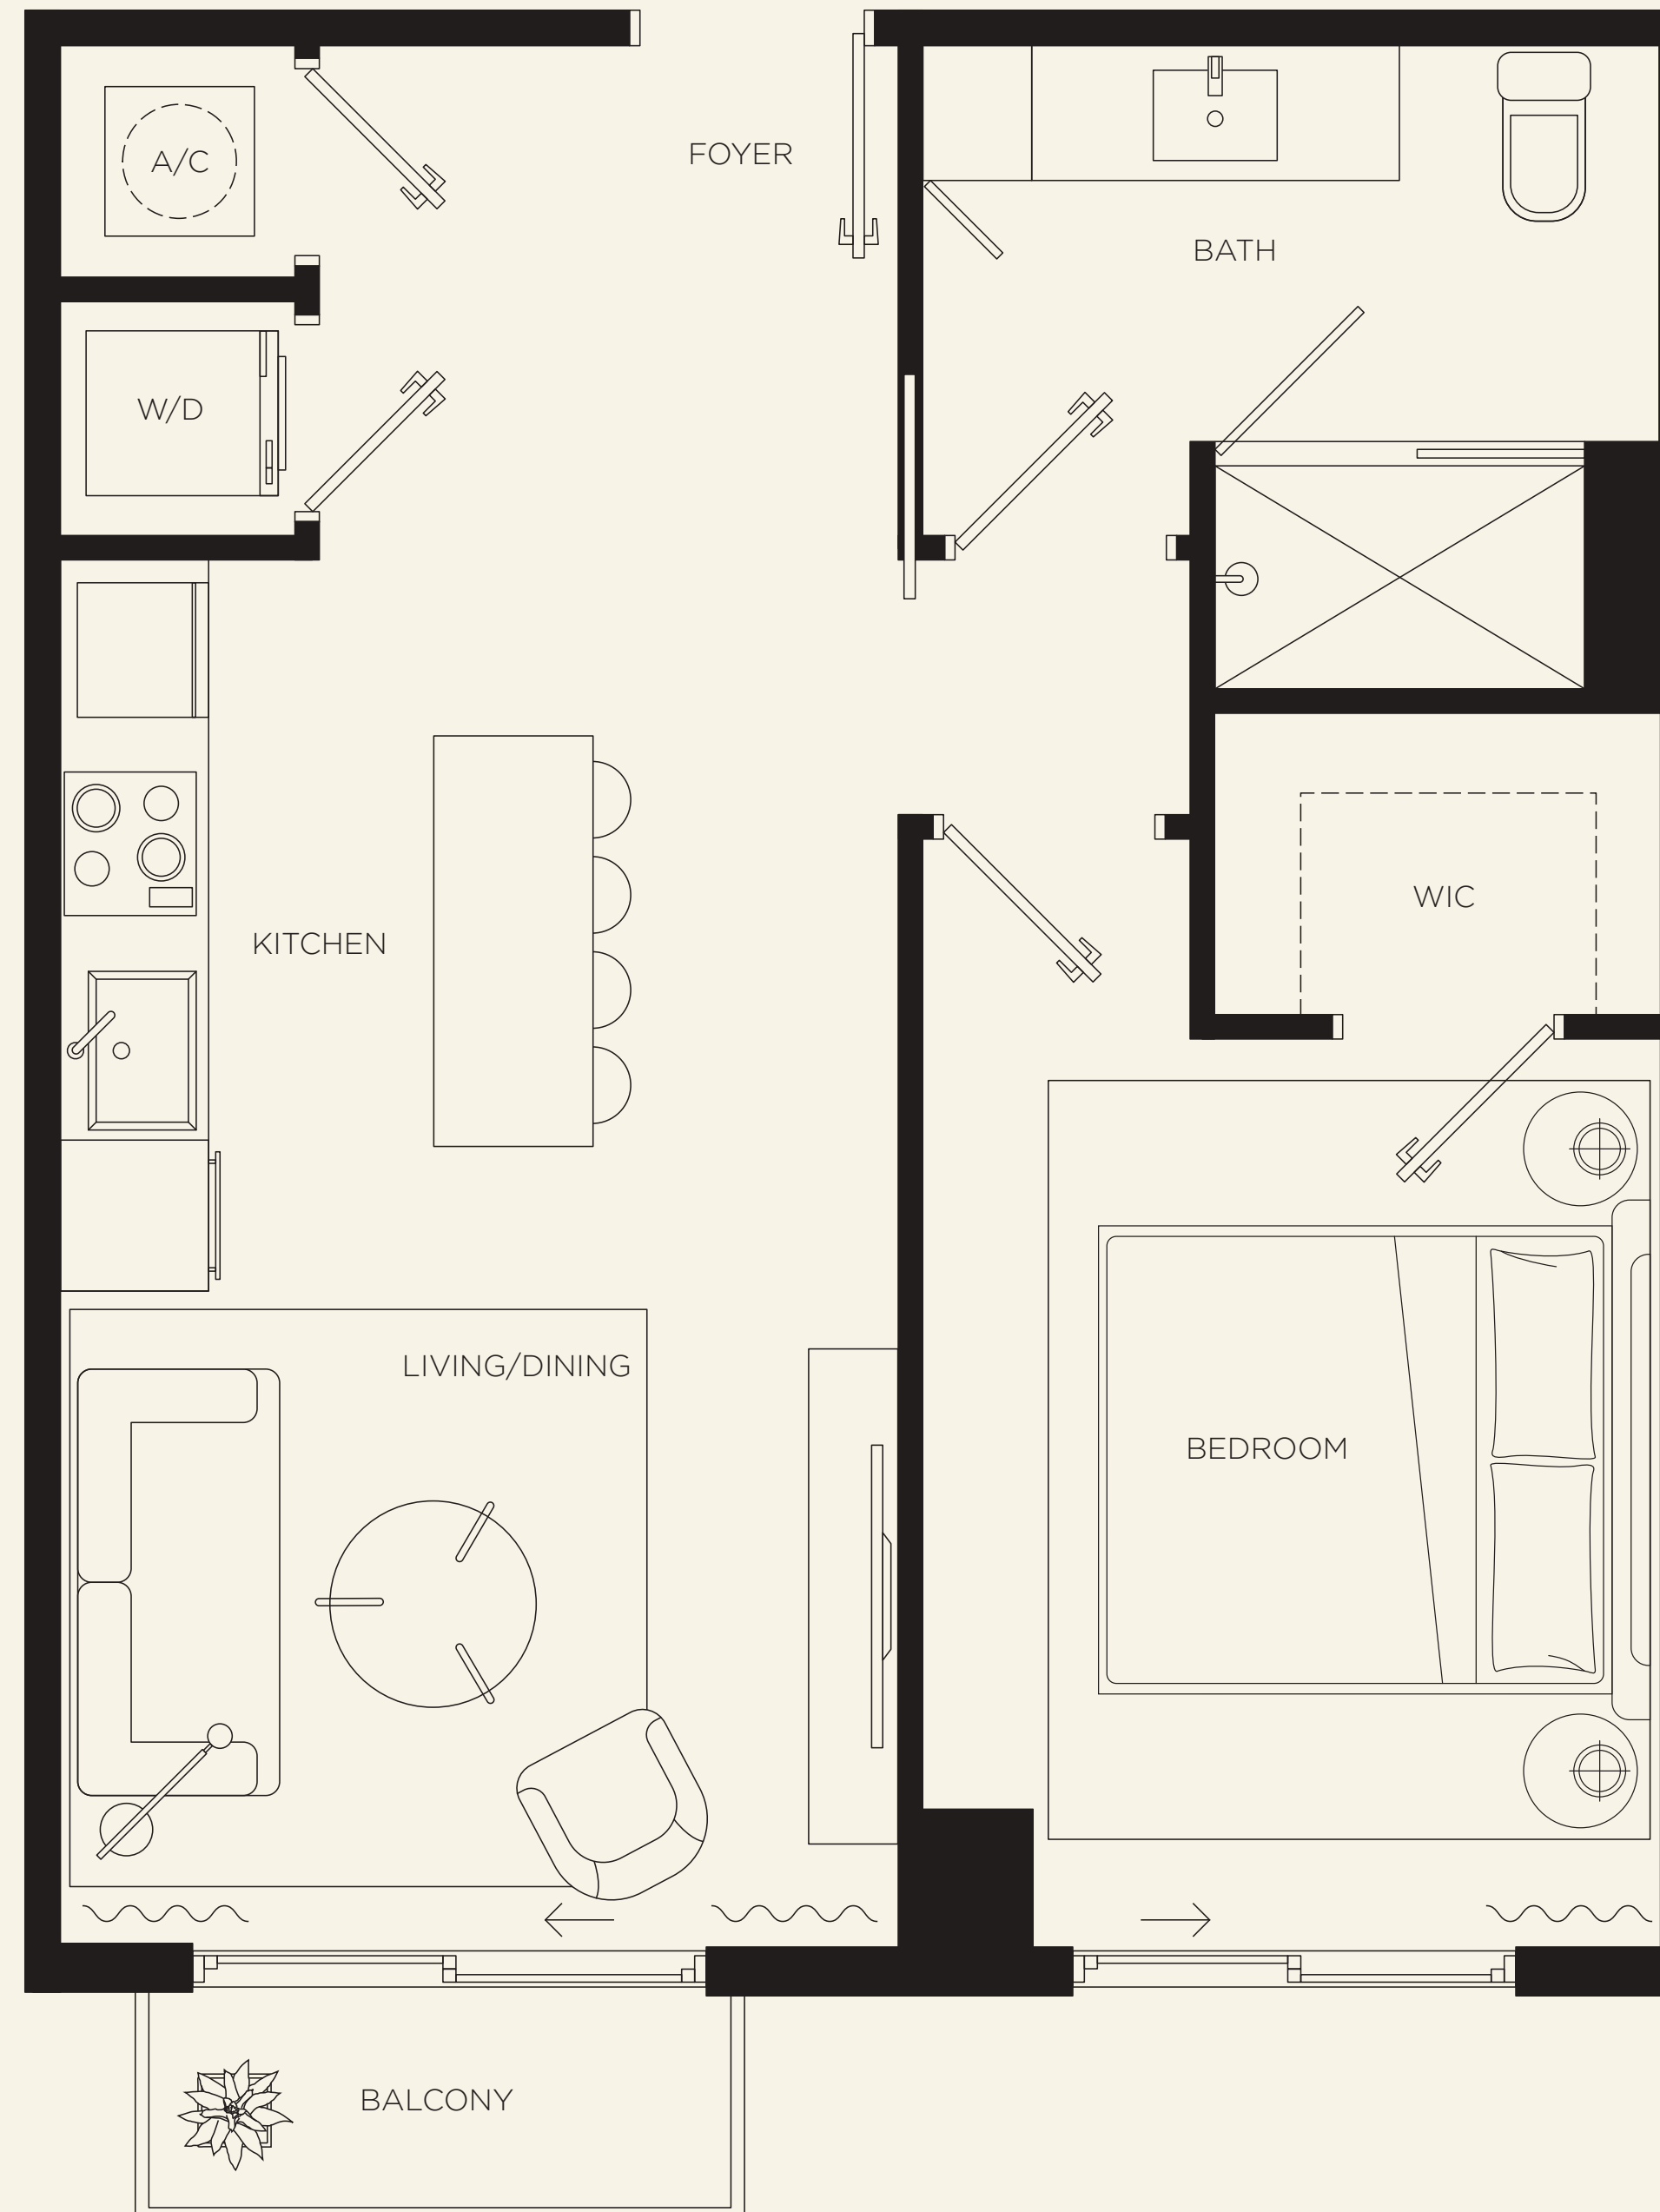 A/C
FOYER
BATH
W/D
WIC
KITCHEN
LIVING/DINING
BEDROOM
BALCONY